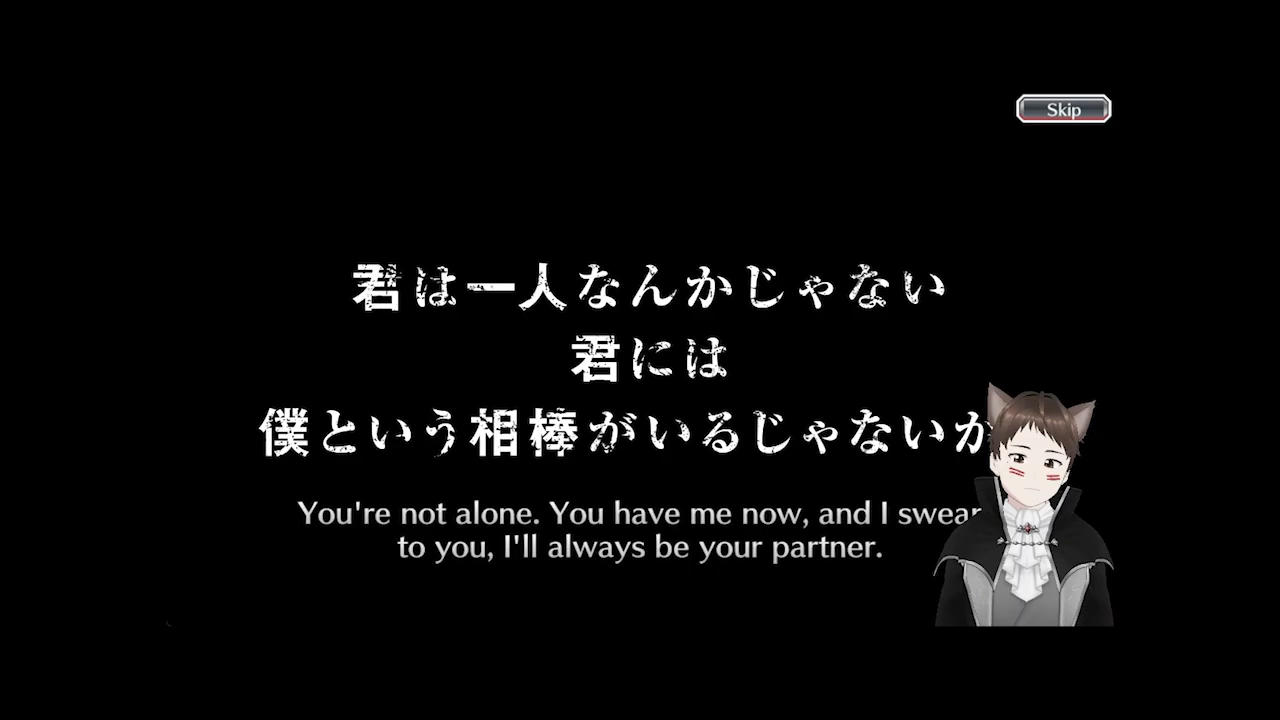 Skip
君は一人なんかじゃない
君には
僕という相棒がいるじゃないか
You're not alone. You have me now, and I swear
to you, I'll always be your partner.